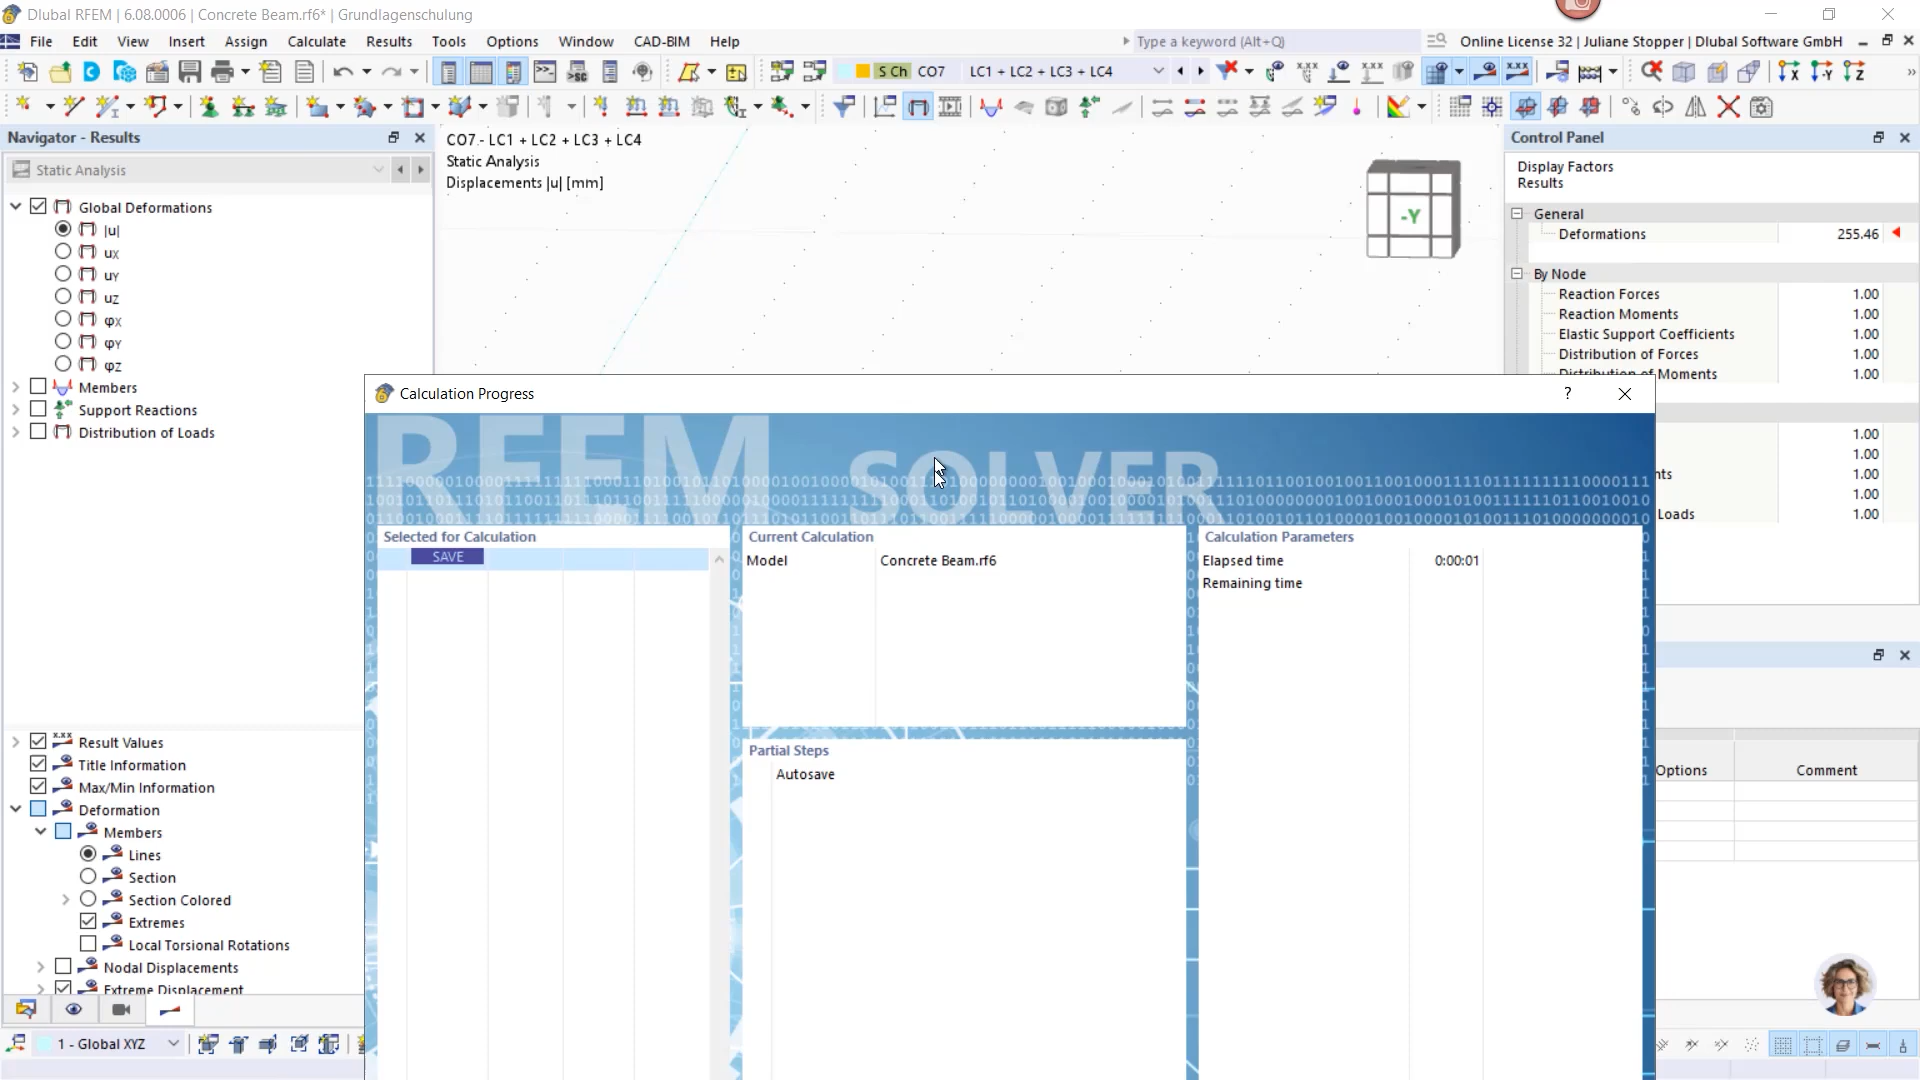 Dlubal RFEM | 6.08.0006 | Concrete Beam.rf6* | Grundlagenschulung
File Edit View Insert Assign Calculate Results Tools Options Window CAD-BIM Help
Type a keyword (Alt+Q)
Online License 32 | Juliane Stopper | Dlubal Software GmbH
S Ch CO7 LC1 + LC2 + LC3 + LC4
Navigator - Results
Static Analysis
Global Deformations
|u|
uX
uY
uZ
φX
φY
φZ
Members
Support Reactions
Distribution of Loads
Result Values
Title Information
Max/Min Information
Deformation
Members
Lines
Section
Section Colored
Extremes
Local Torsional Rotations
Nodal Displacements
Extreme Displacement
1 - Global XYZ
CO7 - LC1 + LC2 + LC3 + LC4
Static Analysis
Displacements |u| [mm]
-Y
Control Panel
Display Factors
Results
General
Deformations 255.46
By Node
Reaction Forces 1.00
Reaction Moments 1.00
Elastic Support Coefficients 1.00
Distribution of Forces 1.00
Distribution of Moments 1.00
1.00
1.00
nts 1.00
1.00
Loads 1.00
Options Comment
Calculation Progress
?
RFEM SOLVER
Selected for Calculation
SAVE
Current Calculation
Model Concrete Beam.rf6
Partial Steps
Autosave
Calculation Parameters
Elapsed time 0:00:01
Remaining time